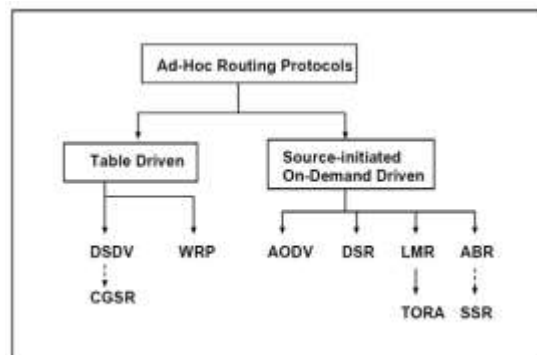 Ad-Hoc Routing Protocols
Table Driven
Source-initiated
On-Demand Driven
DSDV WRP AODV DSR LMR ABR
CGSR TORA SSR